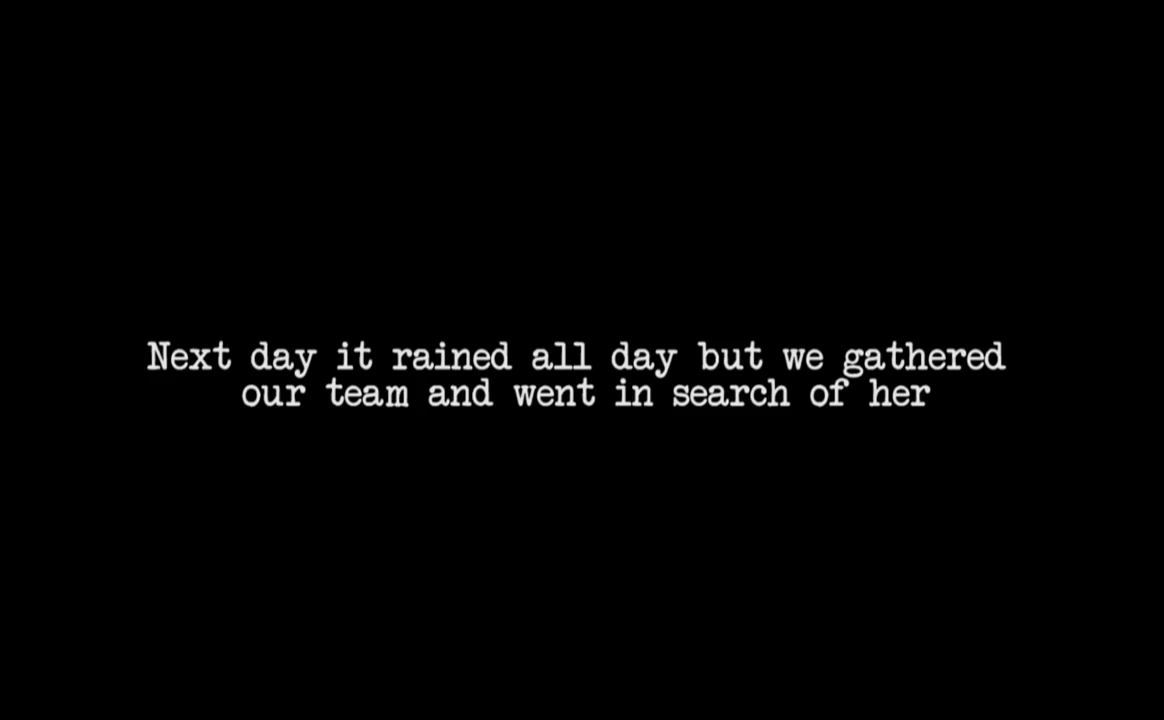 Next day it rained all day but we gathered
our team and went in search of her